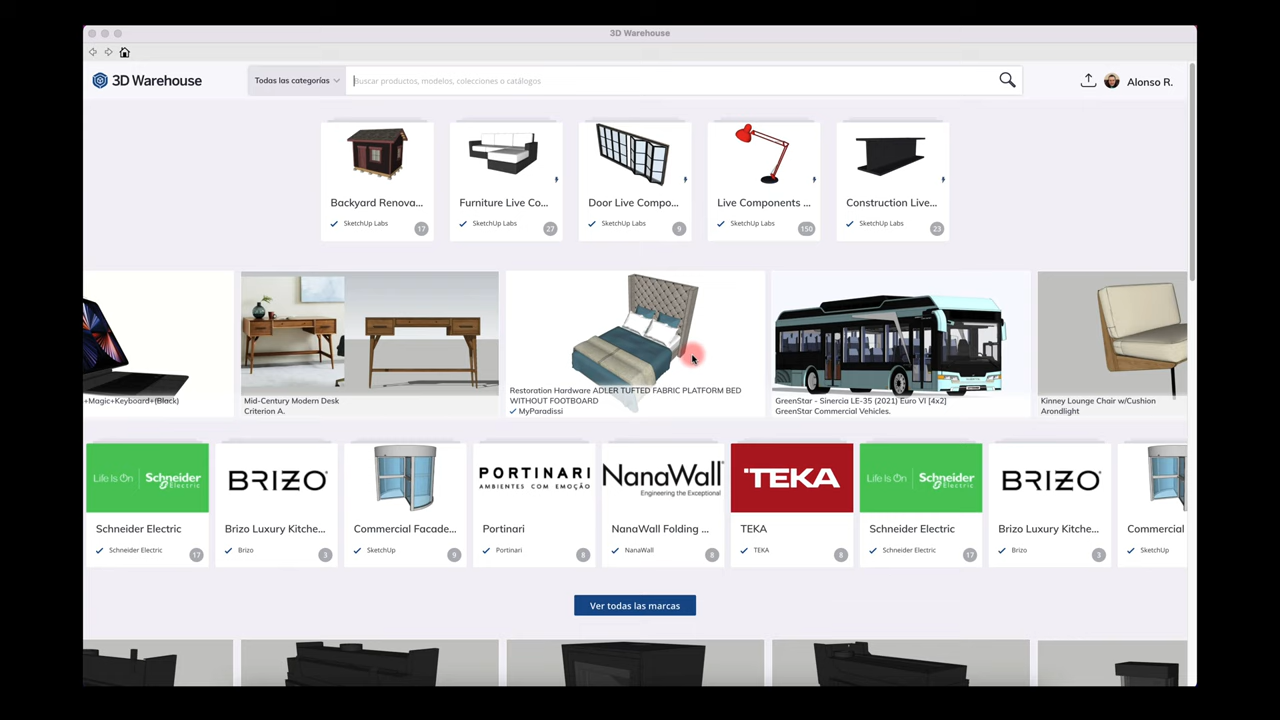 3D Warehouse
3D Warehouse
Todas las categorías
Buscar productos, modelos, colecciones o catálogos
Alonso R.
Backyard Renova...
SketchUp Labs
17
Furniture Live Co...
SketchUp Labs
27
Door Live Compo...
SketchUp Labs
9
Live Components ...
SketchUp Labs
150
Construction Live...
SketchUp Labs
23
+Magic+Keyboard+(Black)
Mid-Century Modern Desk
Criterion A.
Restoration Hardware ADLER TUFTED FABRIC PLATFORM BED
WITHOUT FOOTBOARD
MyParadissi
GreenStar - Sinercia LE-35 (2021) Euro VI [4x2]
GreenStar Commercial Vehicles.
Kinney Lounge Chair w/Cushion
Arondlight
Life Is On Schneider Electric
Schneider Electric
Schneider Electric
17
BRIZO
Brizo Luxury Kitche...
Brizo
3
Commercial Facade...
SketchUp
9
PORTINARI
AMBIENTES COM EMOÇÃO
Portinari
Portinari
8
NanaWall
Engineering the Exceptional
NanaWall Folding ...
NanaWall
8
TEKA
TEKA
TEKA
8
Life Is On Schneider Electric
Schneider Electric
Schneider Electric
17
BRIZO
Brizo Luxury Kitche...
Brizo
3
Commercial
SketchUp
Ver todas las marcas